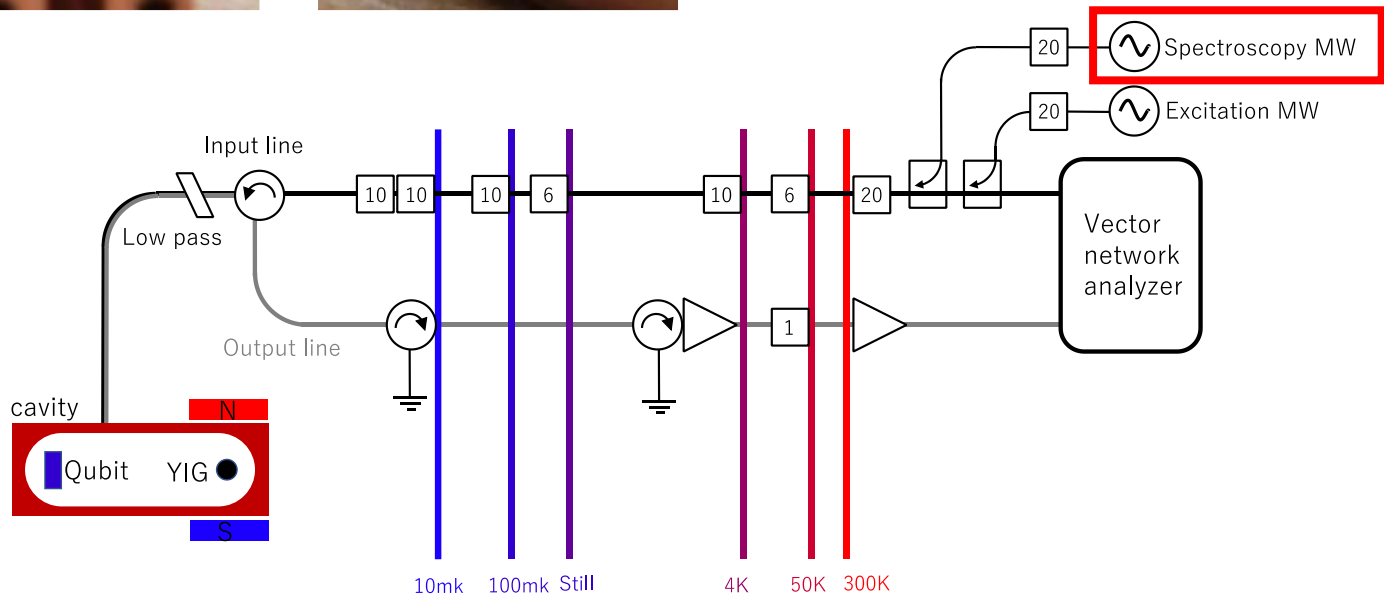 20
Spectroscopy MW
20
Excitation MW
Input line
10
10
10
6
10
6
20
Low pass
Vector
network
analyzer
1
Output line
cavity
N
Qubit
YIG
S
10mk
100mk
Still
4K
50K
300K